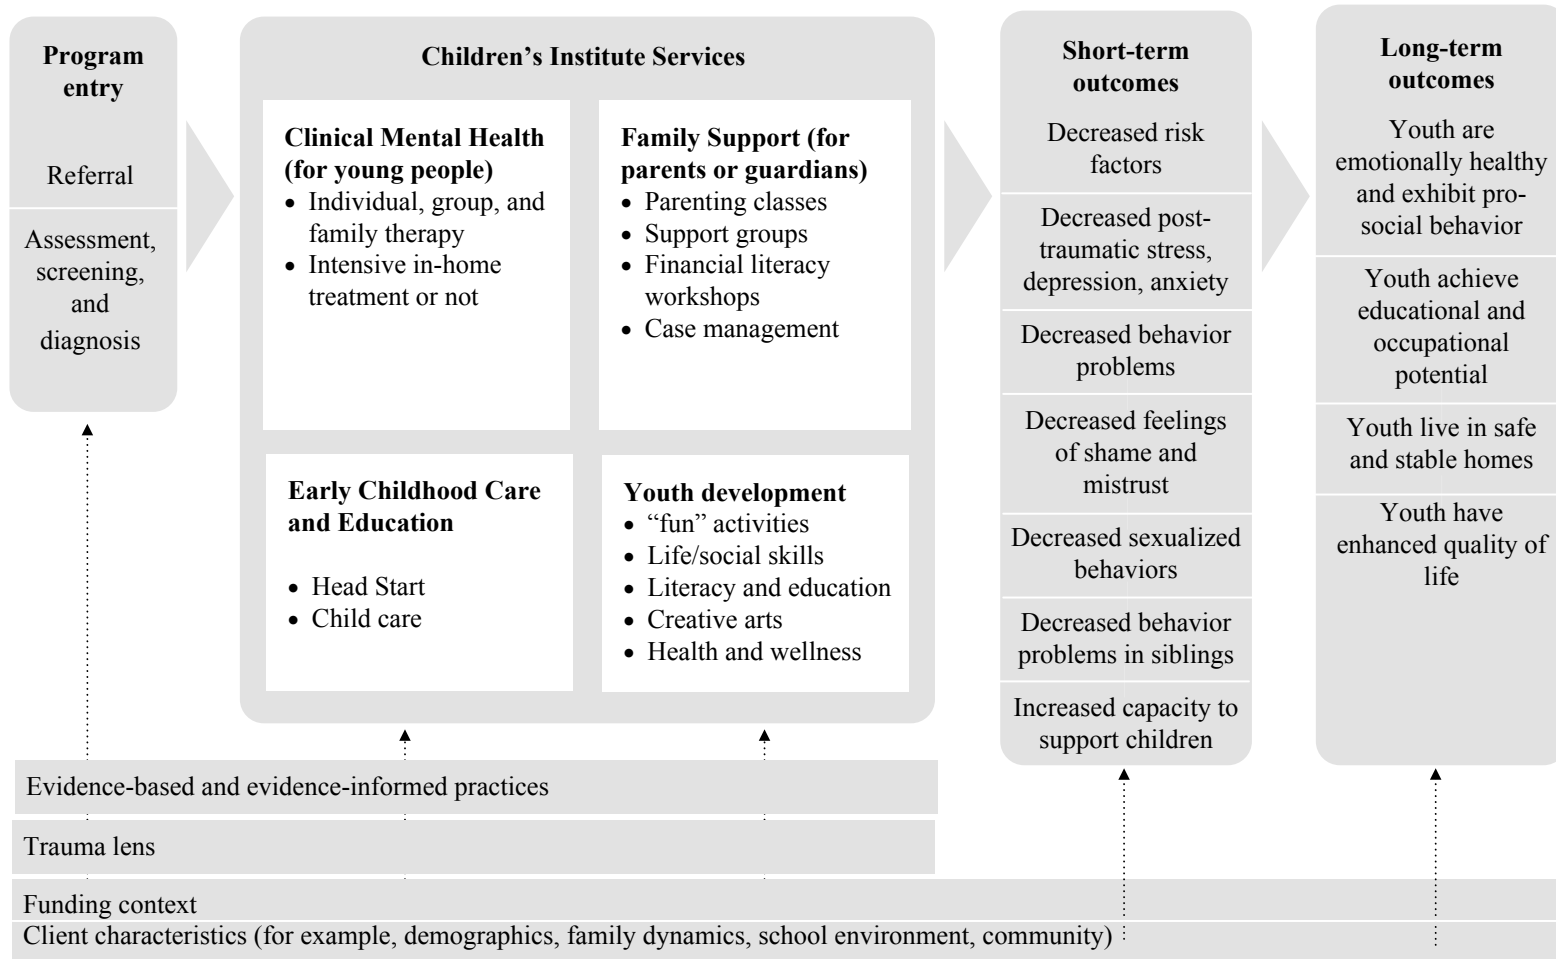 Program
entry
Referral
Assessment,
screening,
and
diagnosis
Children’s Institute Services
Clinical Mental Health
(for young people)
• Individual, group, and
family therapy
• Intensive in-home
treatment or not
Family Support (for
parents or guardians)
• Parenting classes
• Support groups
• Financial literacy
workshops
• Case management
Early Childhood Care
and Education
• Head Start
• Child care
Youth development
• “fun” activities
• Life/social skills
• Literacy and education
• Creative arts
• Health and wellness
Short-term
outcomes
Decreased risk
factors
Decreased post-
traumatic stress,
depression, anxiety
Decreased behavior
problems
Decreased feelings
of shame and
mistrust
Decreased sexualized
behaviors
Decreased behavior
problems in siblings
Increased capacity to
support children
Long-term
outcomes
Youth are
emotionally healthy
and exhibit pro-
social behavior
Youth achieve
educational and
occupational
potential
Youth live in safe
and stable homes
Youth have
enhanced quality of
life
Evidence-based and evidence-informed practices
Trauma lens
Funding context
Client characteristics (for example, demographics, family dynamics, school environment, community)